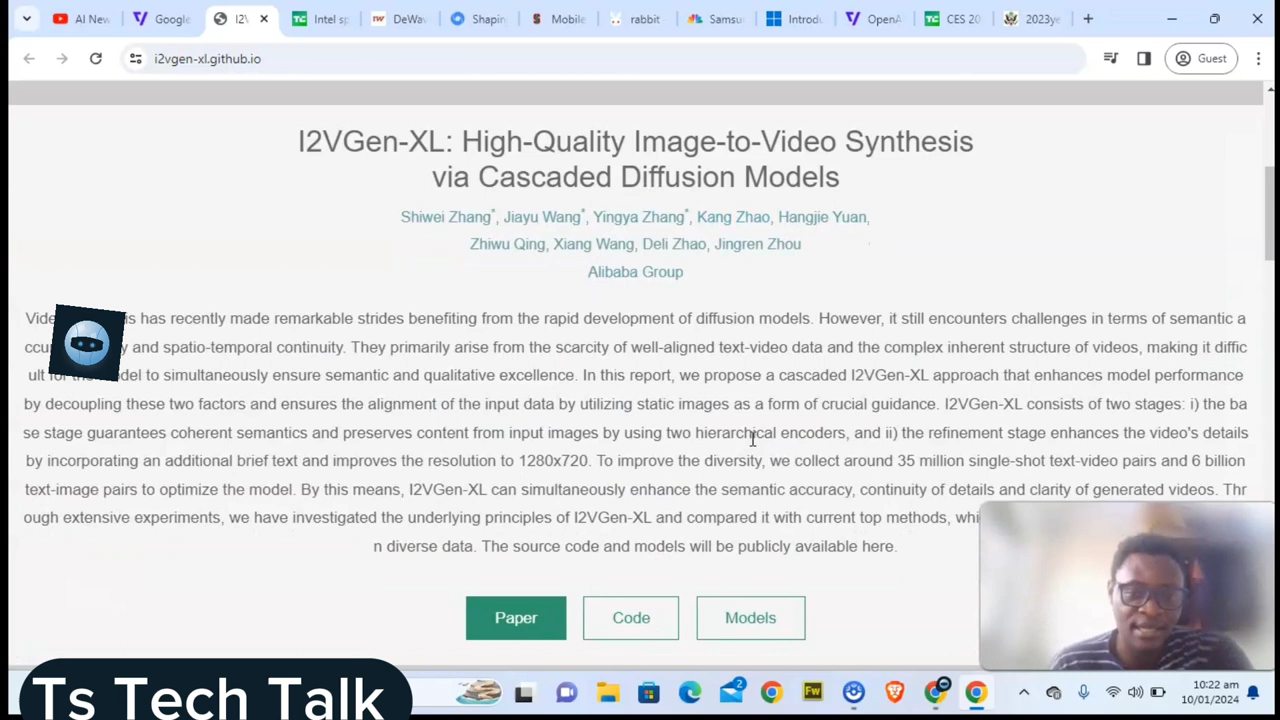 AI New
Google
I2V
Intel sp
DeWav
Shapin
Mobile
rabbit
Samsu
Introdu
OpenA
CES 20
2023ye
i2vgen-xl.github.io
Guest
I2VGen-XL: High-Quality Image-to-Video Synthesis
via Cascaded Diffusion Models
Shiwei Zhang*, Jiayu Wang*, Yingya Zhang*, Kang Zhao, Hangjie Yuan,
Zhiwu Qing, Xiang Wang, Deli Zhao, Jingren Zhou
Alibaba Group
is has recently made remarkable strides benefiting from the rapid development of diffusion models. However, it still encounters challenges in terms of semantic a
ccu y and spatio-temporal continuity. They primarily arise from the scarcity of well-aligned text-video data and the complex inherent structure of videos, making it diffic
ult for the model to simultaneously ensure semantic and qualitative excellence. In this report, we propose a cascaded I2VGen-XL approach that enhances model performance
by decoupling these two factors and ensures the alignment of the input data by utilizing static images as a form of crucial guidance. I2VGen-XL consists of two stages: i) the ba
se stage guarantees coherent semantics and preserves content from input images by using two hierarchical encoders, and ii) the refinement stage enhances the video's details
by incorporating an additional brief text and improves the resolution to 1280x720. To improve the diversity, we collect around 35 million single-shot text-video pairs and 6 billion
text-image pairs to optimize the model. By this means, I2VGen-XL can simultaneously enhance the semantic accuracy, continuity of details and clarity of generated videos. Thr
ough extensive experiments, we have investigated the underlying principles of I2VGen-XL and compared it with current top methods, whi
n diverse data. The source code and models will be publicly available here.
Paper
Code
Models
Ts Tech Talk
2
Fw
10:22 am
10/01/2024